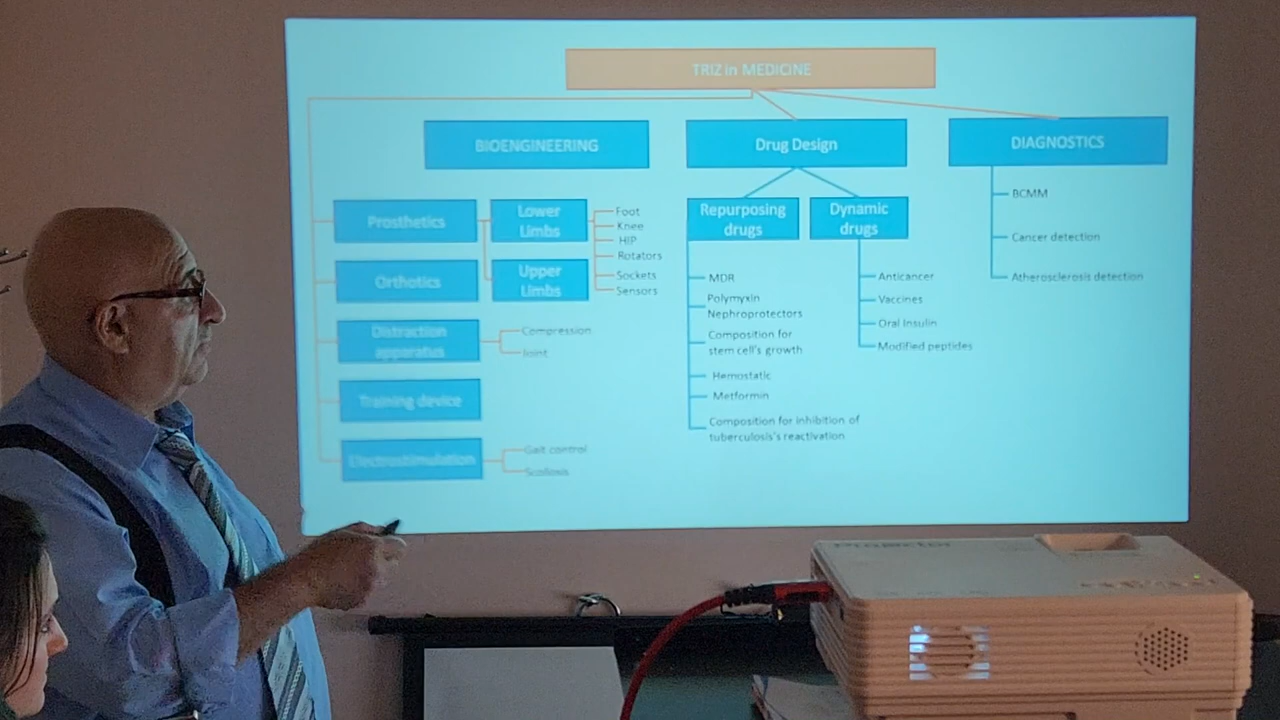 TRIZ in MEDICINE
BIOENGINEERING
Drug Design
DIAGNOSTICS
Prosthetics
Lower
Limbs
Foot
Knee
HIP
Rotators
Orthotics
Upper
Limbs
Sockets
Sensors
Distraction
apparatus
Compression
Joint
Training device
Electrostimulation
Gait control
Scoliosis
Repurposing
drugs
MDR
Polymyxin
Nephroprotectors
Composition for
stem cell's growth
Hemostatic
Metformin
Composition for inhibition of
tuberculosis's reactivation
Dynamic
drugs
Anticancer
Vaccines
Oral Insulin
Modified peptides
BCMM
Cancer detection
Atherosclerosis detection
Projector